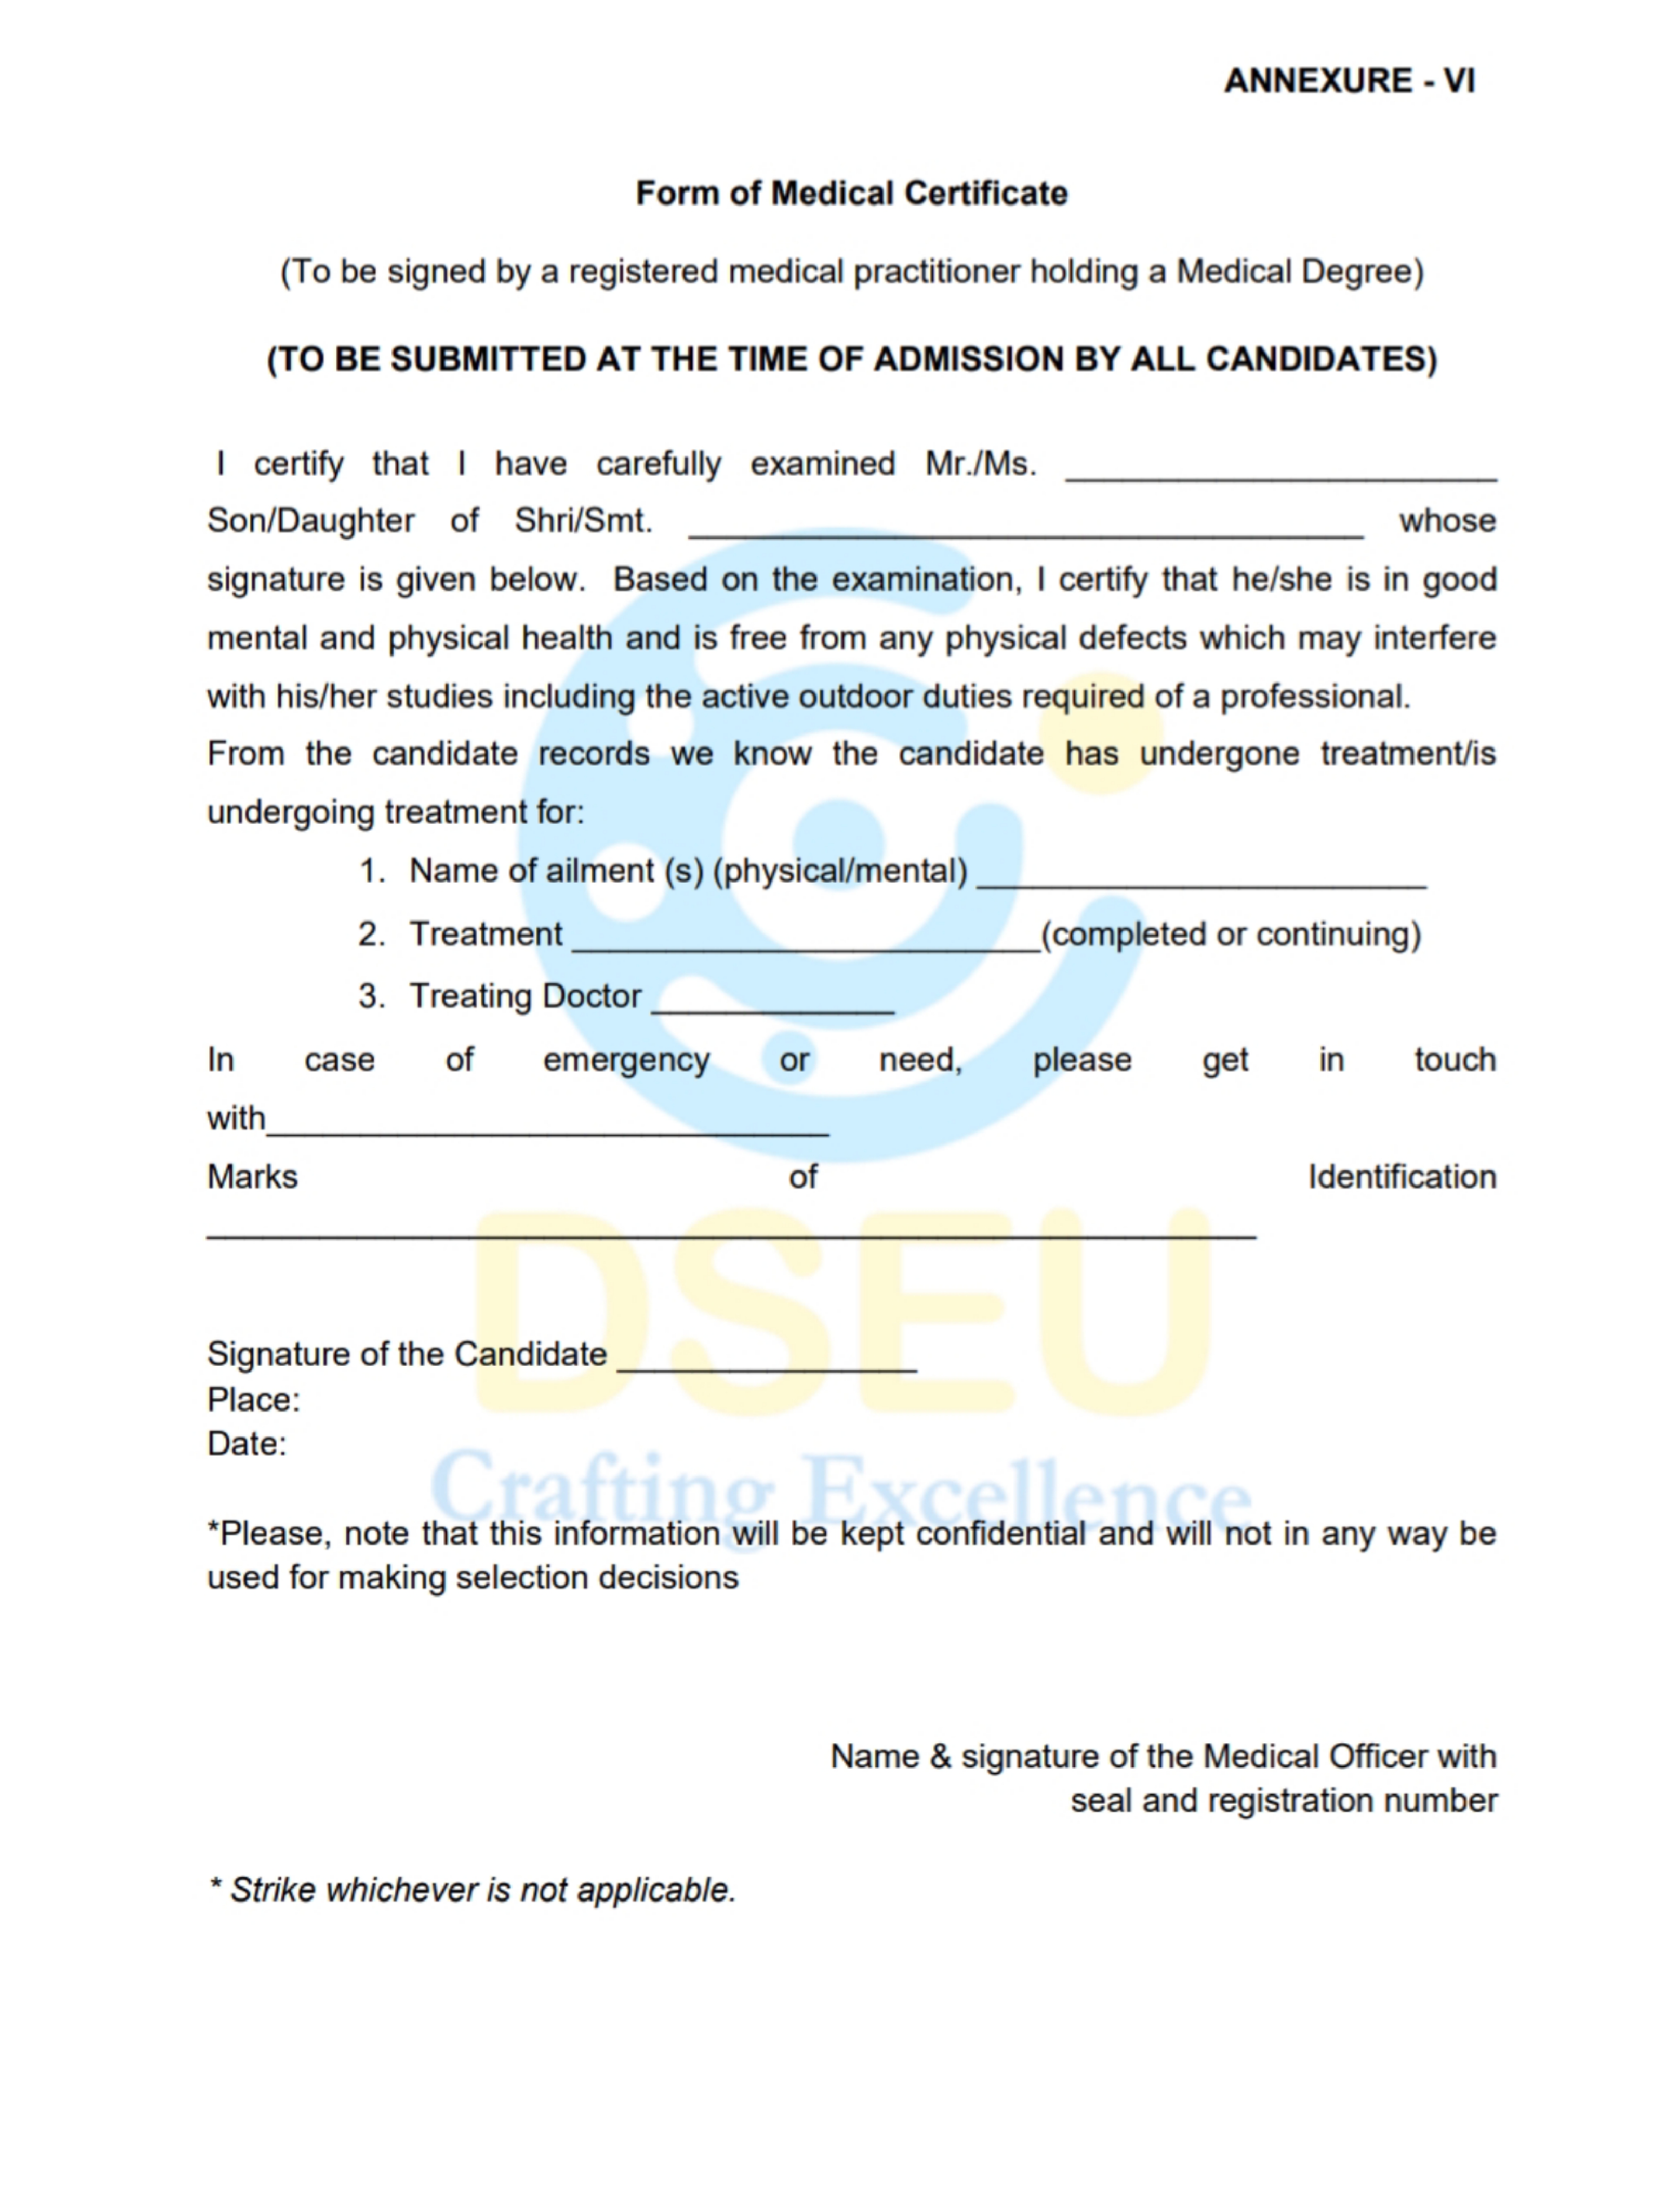 ANNEXURE - VI
Form of Medical Certificate
(To be signed by a registered medical practitioner holding a Medical Degree)
(TO BE SUBMITTED AT THE TIME OF ADMISSION BY ALL CANDIDATES)
I certify that I have carefully examined Mr./Ms. _______________________
Son/Daughter of Shri/Smt. ____________________________________ whose
signature is given below. Based on the examination, I certify that he/she is in good
mental and physical health and is free from any physical defects which may interfere
with his/her studies including the active outdoor duties required of a professional.
From the candidate records we know the candidate has undergone treatment/is
undergoing treatment for:
1. Name of ailment (s) (physical/mental) ________________________
2. Treatment _________________________(completed or continuing)
3. Treating Doctor _____________
In case of emergency or need, please get in touch
with______________________________
Marks of Identification
________________________________________________________
DSEU
Signature of the Candidate ________________
Place:
Date:
Crafting Excellence
*Please, note that this information will be kept confidential and will not in any way be
used for making selection decisions
Name & signature of the Medical Officer with
seal and registration number
* Strike whichever is not applicable.